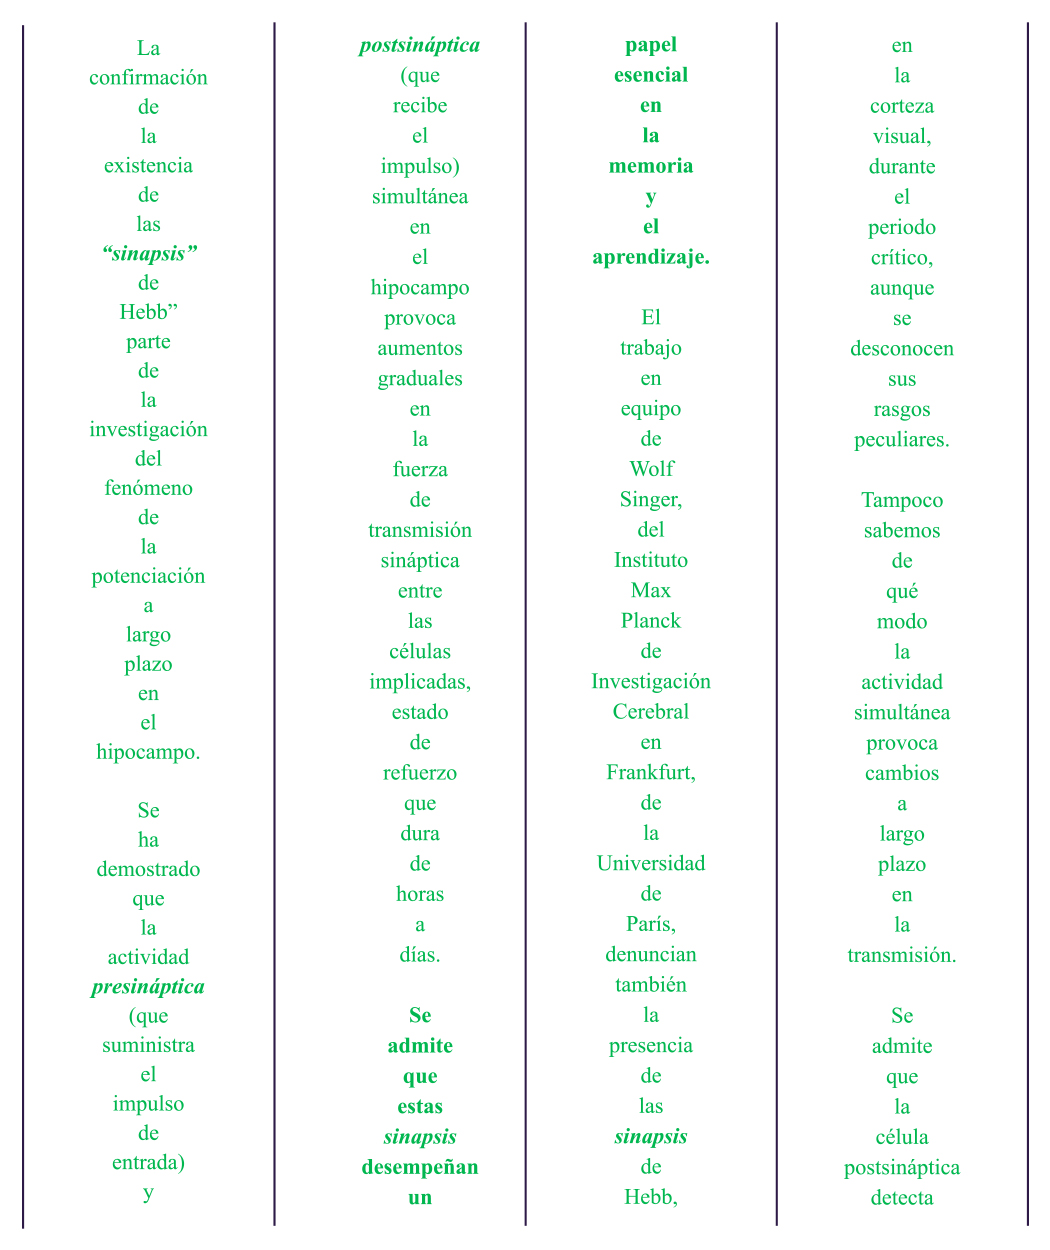 La
confirmación
de
la
existencia
de
las
“sinapsis”
de
Hebb”
parte
de
la
investigación
del
fenómeno
de
la
potenciación
a
largo
plazo
en
el
hipocampo.
Se
ha
demostrado
que
la
actividad
presináptica
(que
suministra
el
impulso
de
entrada)
y
postsináptica
(que
recibe
el
impulso)
simultánea
en
el
hipocampo
provoca
aumentos
graduales
en
la
fuerza
de
transmisión
sináptica
entre
las
células
implicadas,
estado
de
refuerzo
que
dura
de
horas
a
días.
Se
admite
que
estas
sinapsis
desempeñan
un
papel
esencial
en
la
memoria
y
el
aprendizaje.
El
trabajo
en
equipo
de
Wolf
Singer,
del
Instituto
Max
Planck
de
Investigación
Cerebral
en
Frankfurt,
de
la
Universidad
de
París,
denuncian
también
la
presencia
de
las
sinapsis
de
Hebb,
en
la
corteza
visual,
durante
el
periodo
crítico,
aunque
se
desconocen
sus
rasgos
peculiares.
Tampoco
sabemos
de
qué
modo
la
actividad
simultánea
provoca
cambios
a
largo
plazo
en
la
transmisión.
Se
admite
que
la
célula
postsináptica
detecta